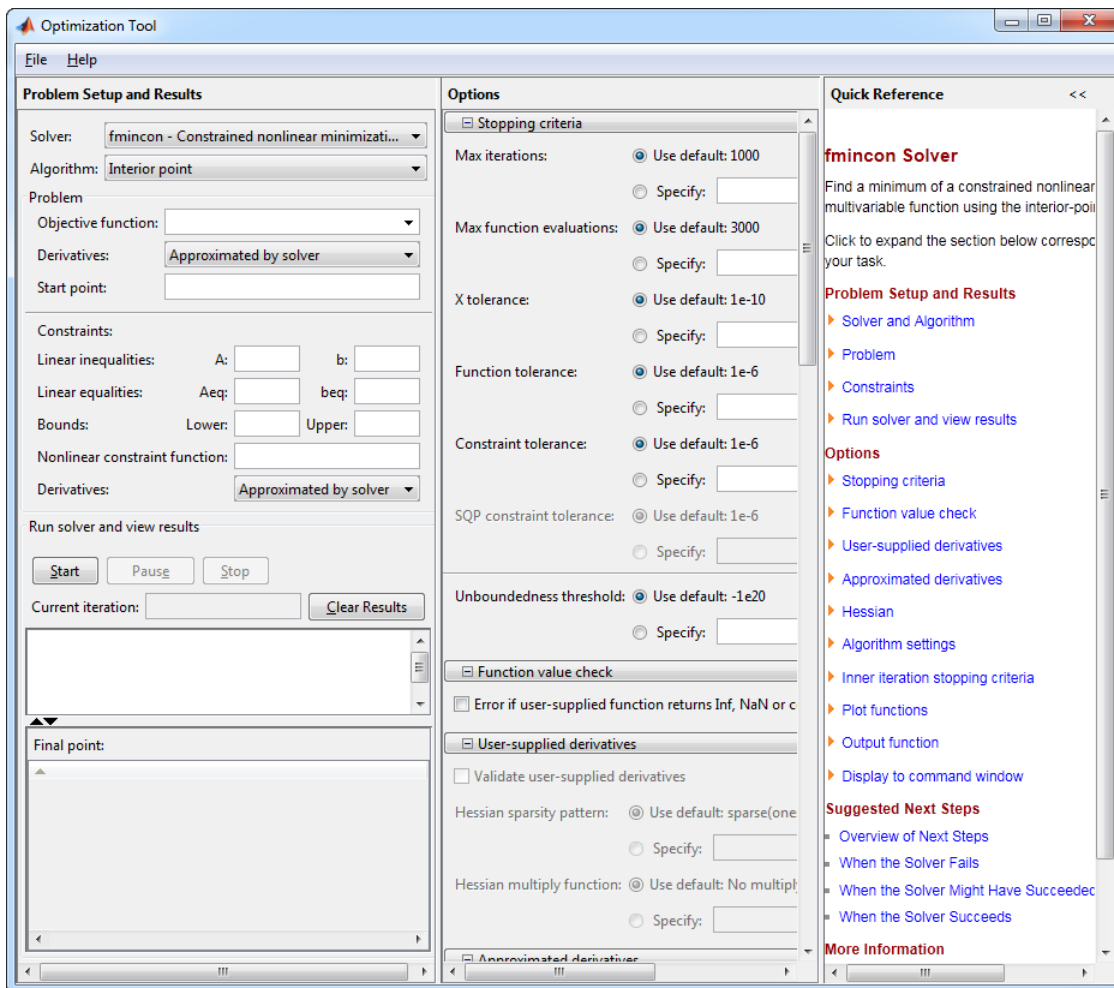 Optimization Tool
File Help
Problem Setup and Results
Solver: fmincon - Constrained nonlinear minimizati...
Algorithm: Interior point
Problem
Objective function:
Derivatives: Approximated by solver
Start point:
Constraints:
Linear inequalities: A: b:
Linear equalities: Aeq: beq:
Bounds: Lower: Upper:
Nonlinear constraint function:
Derivatives: Approximated by solver
Run solver and view results
Start Pause Stop
Current iteration: Clear Results
Final point:
Options
Stopping criteria
Max iterations: Use default: 1000
Specify:
Max function evaluations: Use default: 3000
Specify:
X tolerance: Use default: 1e-10
Specify:
Function tolerance: Use default: 1e-6
Specify:
Constraint tolerance: Use default: 1e-6
Specify:
SQP constraint tolerance: Use default: 1e-6
Specify:
Unboundedness threshold: Use default: -1e20
Specify:
Function value check
Error if user-supplied function returns Inf, NaN or c
User-supplied derivatives
Validate user-supplied derivatives
Hessian sparsity pattern: Use default: sparse(one
Specify:
Hessian multiply function: Use default: No multiply
Specify:
Approximated derivatives
Quick Reference <<
fmincon Solver
Find a minimum of a constrained nonlinear
multivariable function using the interior-poi
Click to expand the section below correspo
your task.
Problem Setup and Results
Solver and Algorithm
Problem
Constraints
Run solver and view results
Options
Stopping criteria
Function value check
User-supplied derivatives
Approximated derivatives
Hessian
Algorithm settings
Inner iteration stopping criteria
Plot functions
Output function
Display to command window
Suggested Next Steps
Overview of Next Steps
When the Solver Fails
When the Solver Might Have Succeeded
When the Solver Succeeds
More Information